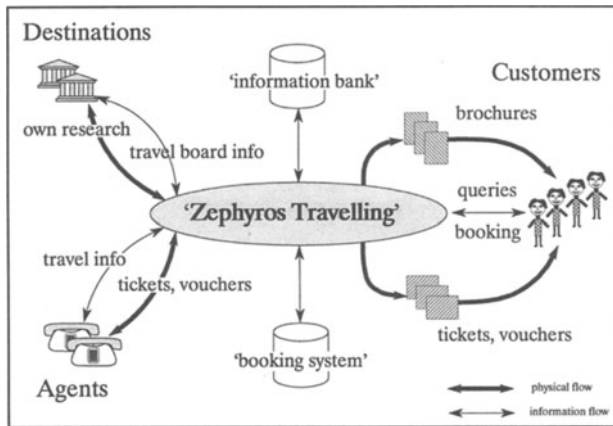 Destinations
'information bank'
Customers
brochures
own research
travel board info
queries
'Zephyros Travelling'
booking
travel info
tickets, vouchers
tickets, vouchers
'booking system'
Agents
physical flow
information flow